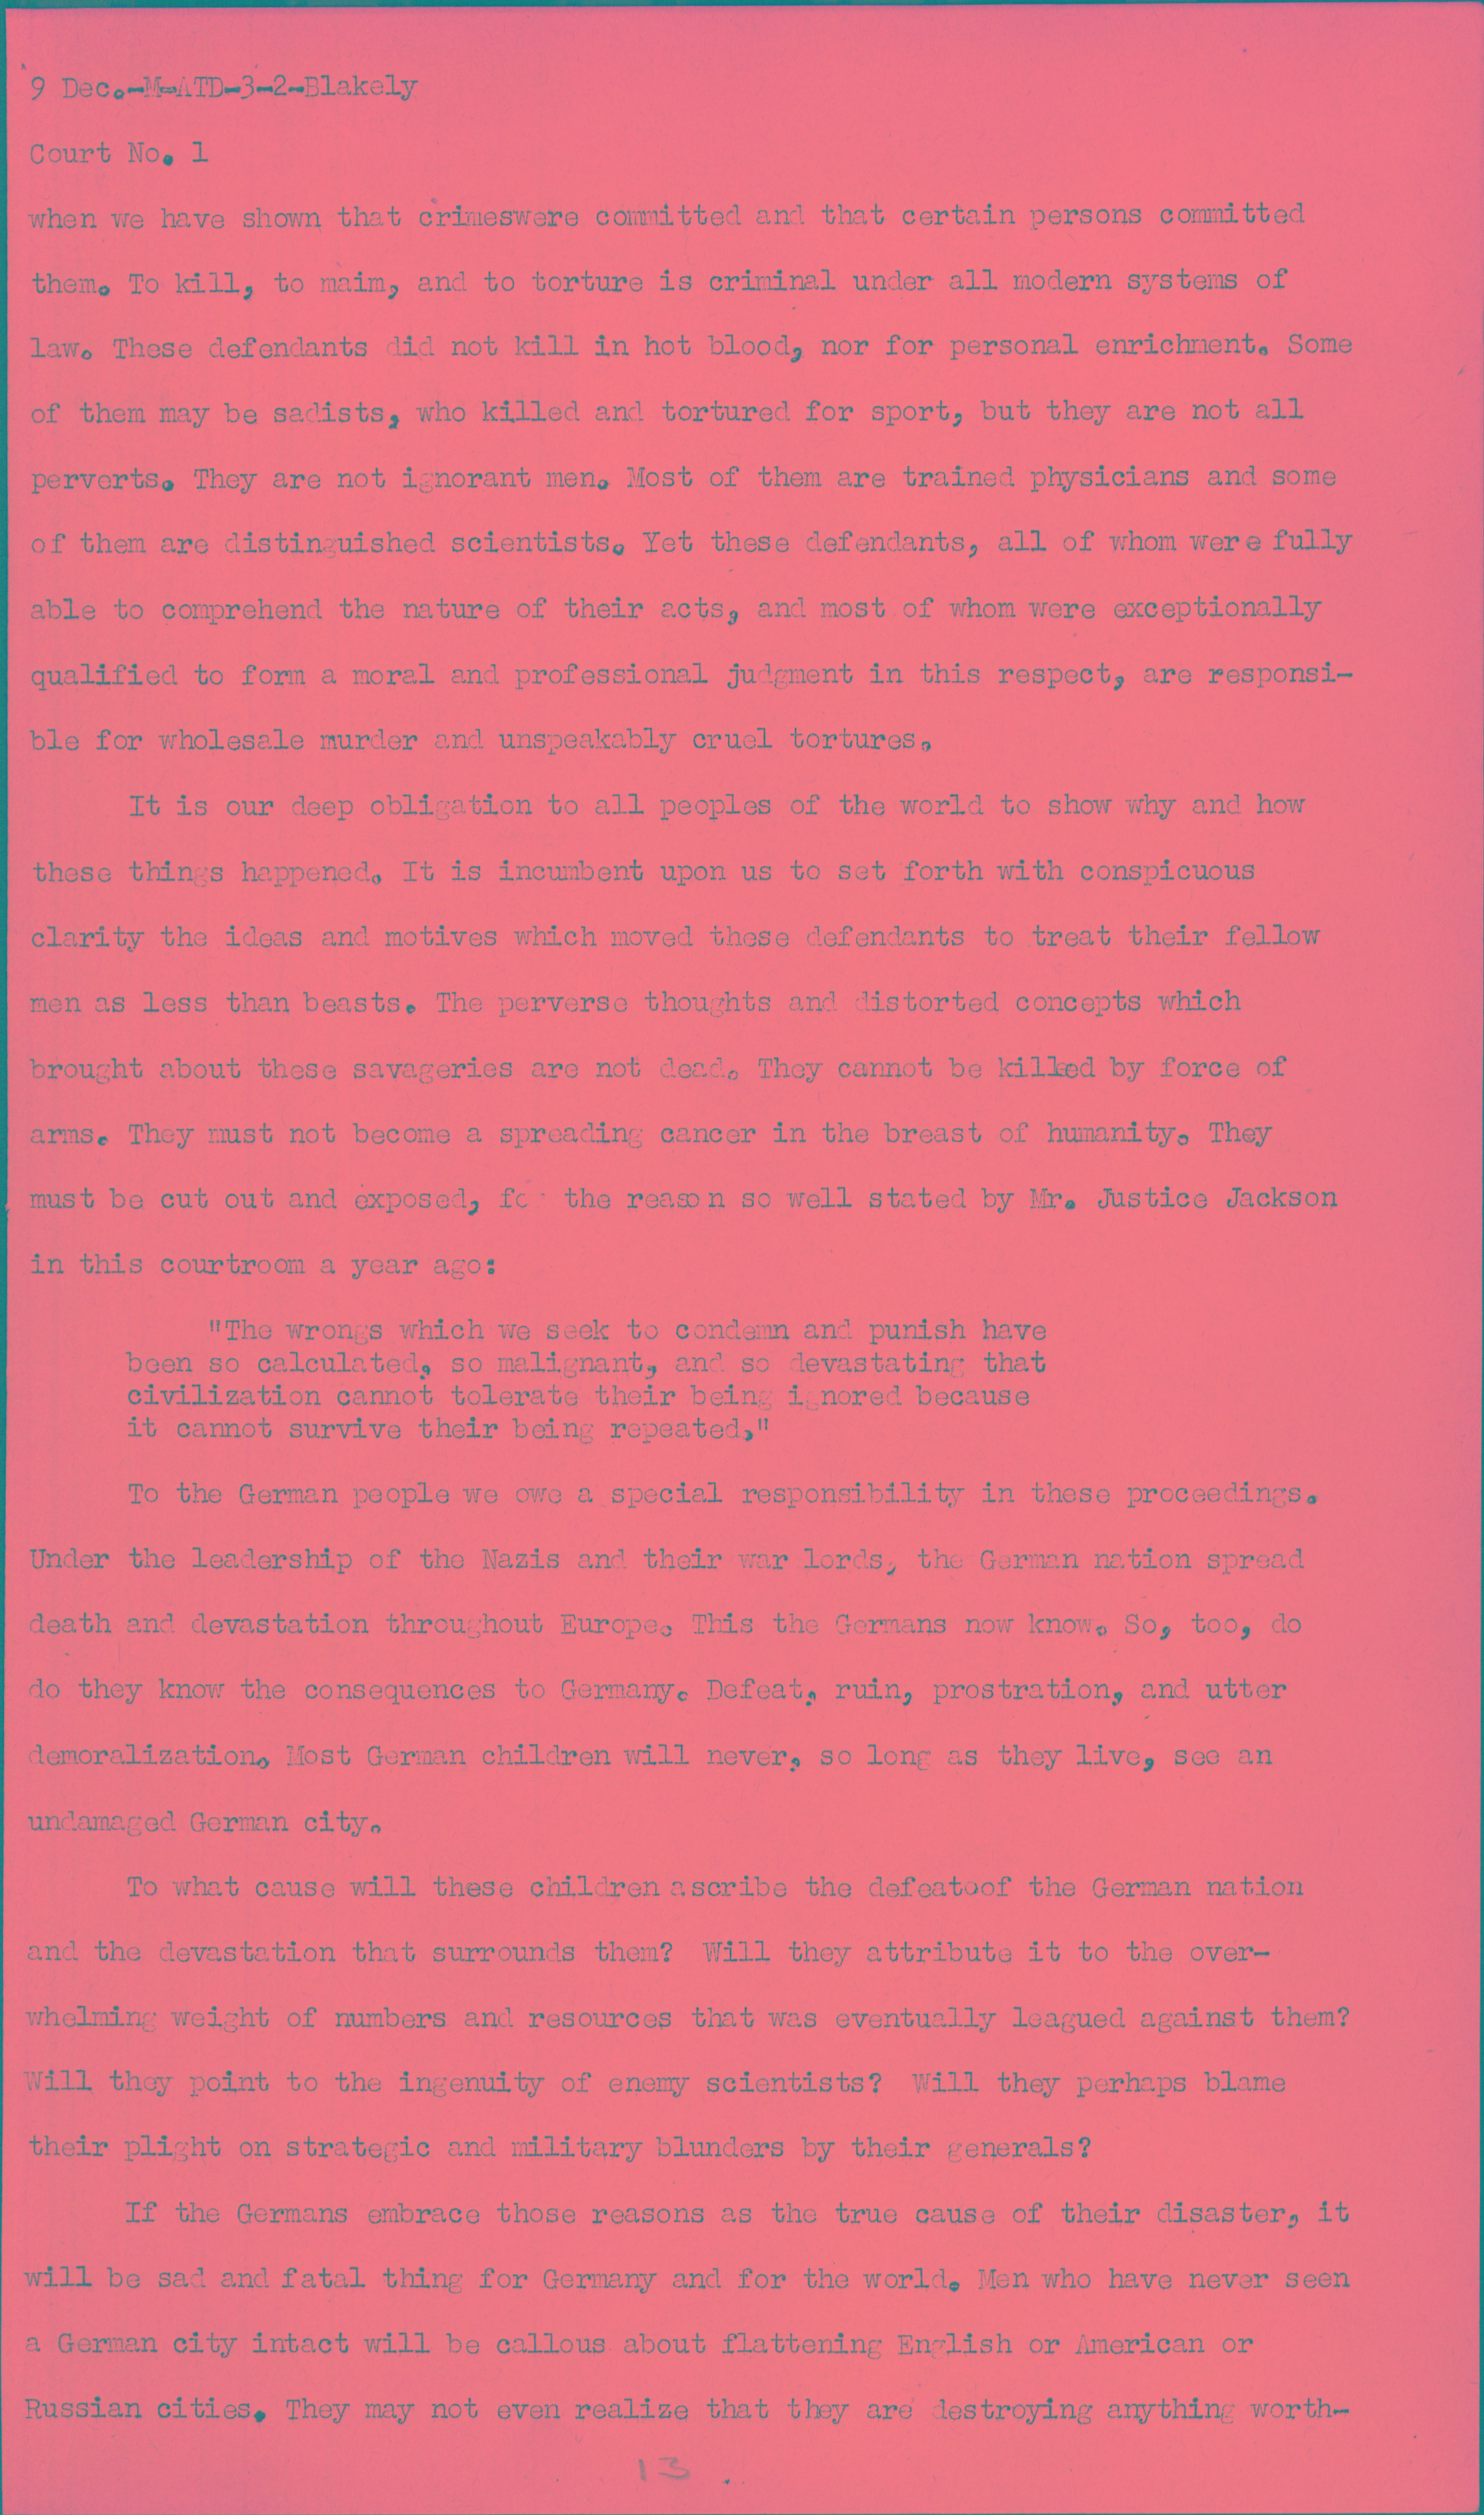 9 Dec.-M-ATD-3-2-Blakely
Court No. 1
when we have shown that crimeswere committed and that certain persons committed
them. To kill, to maim, and to torture is criminal under all modern systems of
law. These defendants did not kill in hot blood, nor for personal enrichment. Some
of them may be sadists, who killed and tortured for sport, but they are not all
perverts. They are not ignorant men. Most of them are trained physicians and some
of them are distinguished scientists. Yet these defendants, all of whom were fully
able to comprehend the nature of their acts, and most of whom were exceptionally
qualified to form a moral and professional judgment in this respect, are responsi-
ble for wholesale murder and unspeakably cruel tortures.
It is our deep obligation to all peoples of the world to show why and how
these things happened. It is incumbent upon us to set forth with conspicuous
clarity the ideas and motives which moved these defendants to treat their fellow
men as less than beasts. The perverse thoughts and distorted concepts which
brought about these savageries are not dead. They cannot be killed by force of
arms. They must not become a spreading cancer in the breast of humanity. They
must be cut out and exposed, the reason so well stated by Mr. Justice Jackson
in this courtroom a year ago:
"The wrongs which we seek to condemn and punish have
been so calculated, so malignant, and so devastating that
civilization cannot tolerate their being ignored because
it cannot survive their being repeated,"
To the German people we owe a special responsibility in these proceedings.
Under the leadership of the Nazis and their war lords, the German nation spread
death and devastation throughout Europe. This the Germans now know. So, too, do
do they know the consequences to Germany. Defeat, ruin, prostration, and utter
demoralization, Most German children will never, so long as they live, see an
undamaged German city.
To what cause will these children ascribe the defeatoof the German nation
and the devastation that surrounds them? Will they attribute it to the over-
whelming weight of numbers and resources that was eventually leagued against them?
Will they point to the ingenuity of enemy scientists? Will they perhaps blame
their plight on strategic and military blunders by their generals?
If the Germans embrace those reasons as the true cause of their disaster, it
will be sad and fatal thing for Germany and for the world. Men who have never seen
a German city intact will be callous about flattening English or American or
Russian cities. They may not even realize that they are destroying anything worth-
13